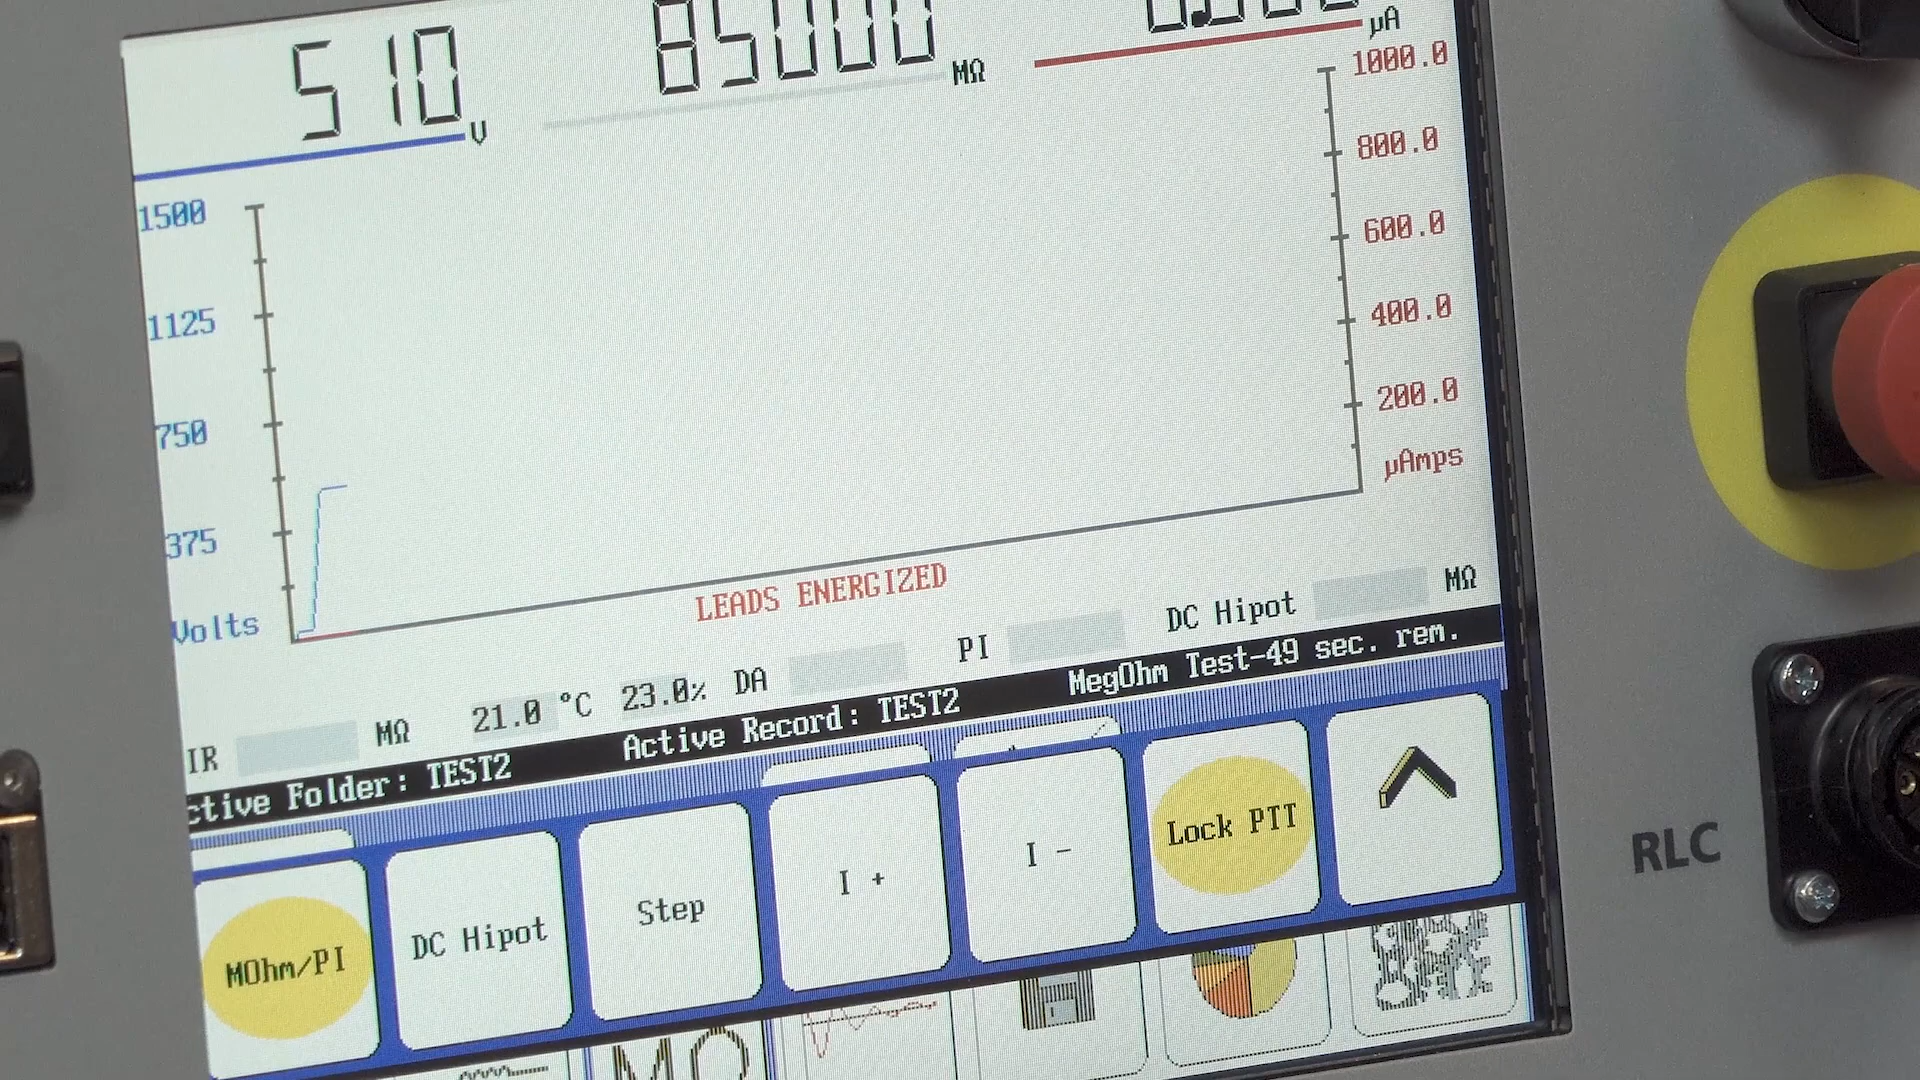 510 V
85000 MΩ
µA
1500
1125
750
375
Volts
1000.0
800.0
600.0
400.0
200.0
µAmps
LEADS ENERGIZED
IR MΩ 21.0 °C 23.0% DA PI DC Hipot MΩ
ctive Folder: TEST2 Active Record: TEST2 MegOhm Test-49 sec. rem.
MOhm/PI
DC Hipot
Step
I +
I -
Lock PTT
RLC
MΩ